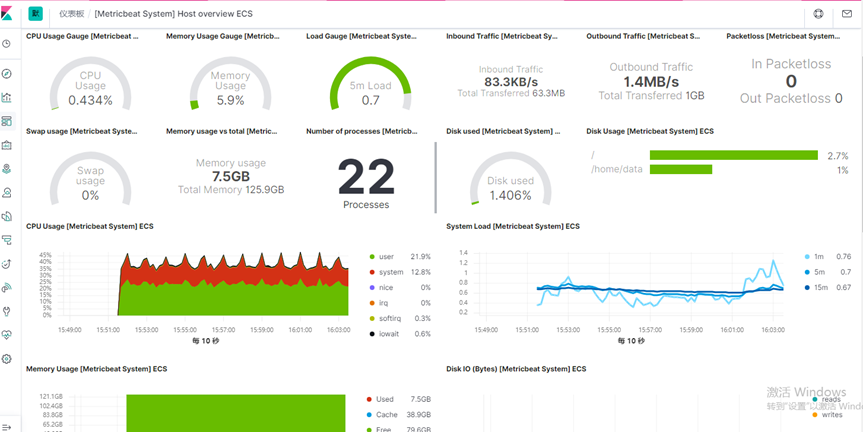 默 仪表板 / [Metricbeat System] Host overview ECS
CPU Usage Gauge [Metricbeat ...
CPU
Usage
0.434%
Memory Usage Gauge [Metricb...
Memory
Usage
5.9%
Load Gauge [Metricbeat Syste...
5m Load
0.7
Inbound Traffic [Metricbeat Sy...
Inbound Traffic
83.3KB/s
Total Transferred 63.3MB
Outbound Traffic [Metricbeat S...
Outbound Traffic
1.4MB/s
Total Transferred 1GB
Packetloss [Metricbeat System...
In Packetloss
0
Out Packetloss 0
Swap usage [Metricbeat Syste...
Swap
usage
0%
Memory usage vs total [Metric...
Memory usage
7.5GB
Total Memory 125.9GB
Number of processes [Metricb...
22
Processes
Disk used [Metricbeat System] ...
Disk used
1.406%
Disk Usage [Metricbeat System] ECS
/ 2.7%
/home/data 1%
CPU Usage [Metricbeat System] ECS
45%
40%
35%
30%
25%
20%
15%
10%
5%
0%
15:49:00 15:51:00 15:53:00 15:55:00 15:57:00 15:59:00 16:01:00 16:03:00
每 10 秒
user 21.9%
system 12.8%
nice 0%
irq 0%
softirq 0.3%
iowait 0.6%
System Load [Metricbeat System] ECS
1.4
1.2
1
0.8
0.6
0.4
0.2
15:49:00 15:51:00 15:53:00 15:55:00 15:57:00 15:59:00 16:01:00 16:03:00
每 10 秒
1m 0.76
5m 0.7
15m 0.67
Memory Usage [Metricbeat System] ECS
121.1GB
102.4GB
83.8GB
65.2GB
Used 7.5GB
Cache 38.9GB
Free 79.6GB
Disk IO (Bytes) [Metricbeat System] ECS
reads
writes
激活 Windows
转到"设置"以激活 Wind